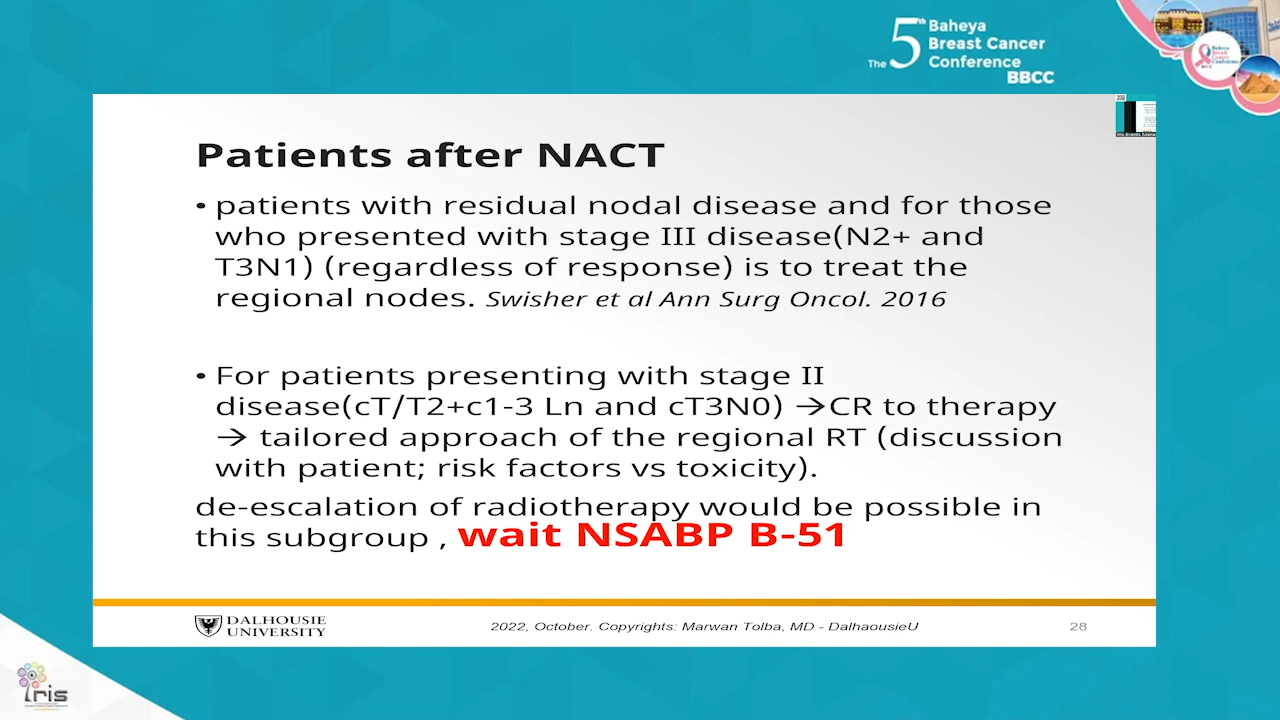 The 5th Baheya
Breast Cancer
Conference
BBCC
Patients after NACT
• patients with residual nodal disease and for those
who presented with stage III disease(N2+ and
T3N1) (regardless of response) is to treat the
regional nodes. Swisher et al Ann Surg Oncol. 2016
• For patients presenting with stage II
disease(cT/T2+c1-3 Ln and cT3N0) →CR to therapy
→ tailored approach of the regional RT (discussion
with patient; risk factors vs toxicity).
de-escalation of radiotherapy would be possible in
this subgroup , wait NSABP B-51
DALHOUSIE
UNIVERSITY
2022, October. Copyrights: Marwan Tolba, MD - DalhaousieU
28
Iris